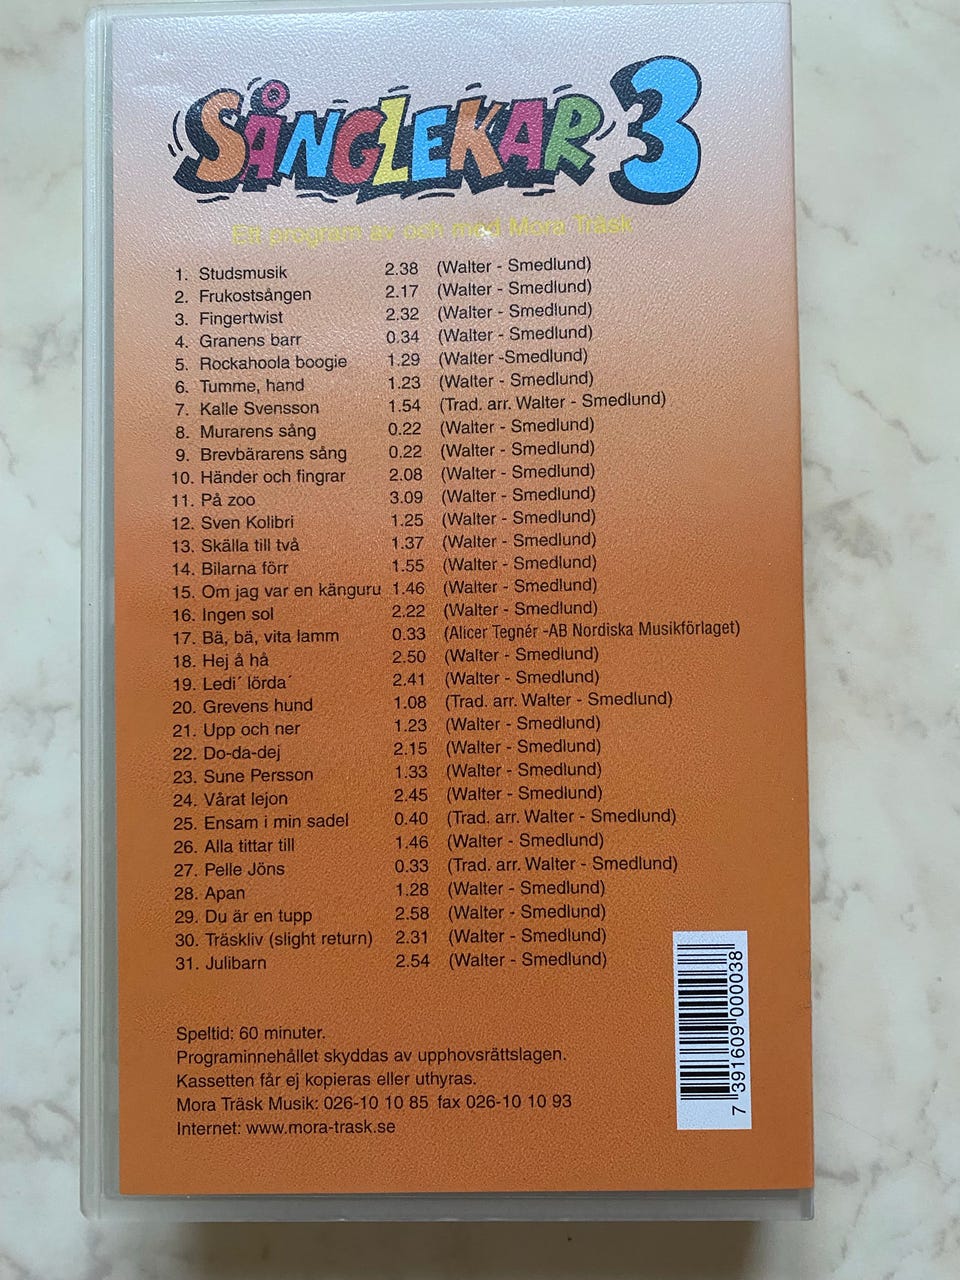 SÅNGLEKAR 3
Ett program av och med Mora Träsk
1. Studsmusik 2.38 (Walter - Smedlund)
2. Frukostsången 2.17 (Walter - Smedlund)
3. Fingertwist 2.32 (Walter - Smedlund)
4. Granens barr 0.34 (Walter - Smedlund)
5. Rockahoola boogie 1.29 (Walter -Smedlund)
6. Tumme, hand 1.23 (Walter - Smedlund)
7. Kalle Svensson 1.54 (Trad. arr. Walter - Smedlund)
8. Murarens sång 0.22 (Walter - Smedlund)
9. Brevbärarens sång 0.22 (Walter - Smedlund)
10. Händer och fingrar 2.08 (Walter - Smedlund)
11. På zoo 3.09 (Walter - Smedlund)
12. Sven Kolibri 1.25 (Walter - Smedlund)
13. Skälla till två 1.37 (Walter - Smedlund)
14. Bilarna förr 1.55 (Walter - Smedlund)
15. Om jag var en känguru 1.46 (Walter - Smedlund)
16. Ingen sol 2.22 (Walter - Smedlund)
17. Bä, bä, vita lamm 0.33 (Alicer Tegnér -AB Nordiska Musikförlaget)
18. Hej å hå 2.50 (Walter - Smedlund)
19. Ledi´ lörda´ 2.41 (Walter - Smedlund)
20. Grevens hund 1.08 (Trad. arr. Walter - Smedlund)
21. Upp och ner 1.23 (Walter - Smedlund)
22. Do-da-dej 2.15 (Walter - Smedlund)
23. Sune Persson 1.33 (Walter - Smedlund)
24. Vårat lejon 2.45 (Walter - Smedlund)
25. Ensam i min sadel 0.40 (Trad. arr. Walter - Smedlund)
26. Alla tittar till 1.46 (Walter - Smedlund)
27. Pelle Jöns 0.33 (Trad. arr. Walter - Smedlund)
28. Apan 1.28 (Walter - Smedlund)
29. Du är en tupp 2.58 (Walter - Smedlund)
30. Träskliv (slight return) 2.31 (Walter - Smedlund)
31. Julibarn 2.54 (Walter - Smedlund)
Speltid: 60 minuter.
Programinnehållet skyddas av upphovsrättslagen.
Kassetten får ej kopieras eller uthyras.
Mora Träsk Musik: 026-10 10 85 fax 026-10 10 93
Internet: www.mora-trask.se
7 391609 000038